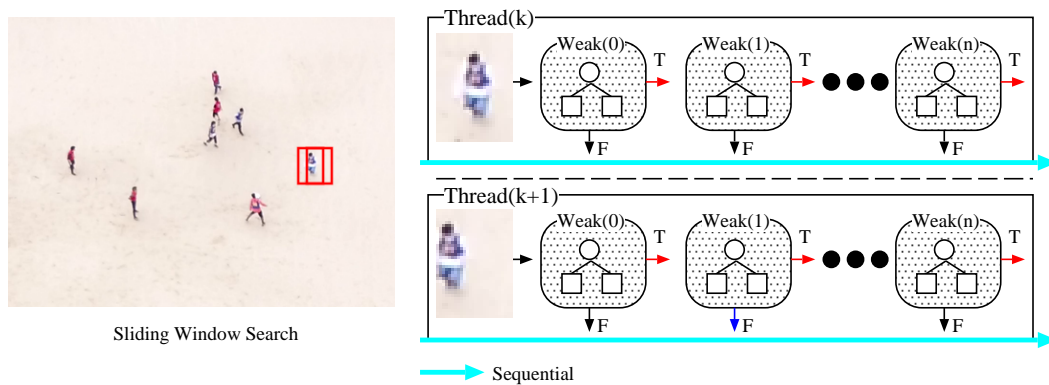 Thread(k)
Weak(0) Weak(1) Weak(n)
T T T
F F F
Thread(k+1)
Weak(0) Weak(1) Weak(n)
T T T
F F F
Sliding Window Search
Sequential